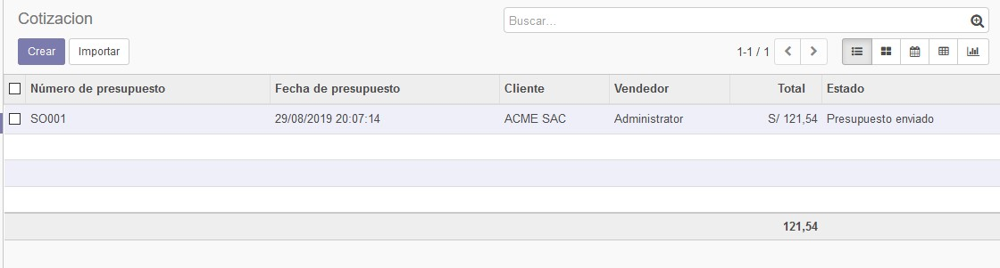 Cotizacion
Buscar...
Crear Importar
1-1 / 1
Número de presupuesto Fecha de presupuesto Cliente Vendedor Total Estado
SO001 29/08/2019 20:07:14 ACME SAC Administrator S/ 121,54 Presupuesto enviado
121,54